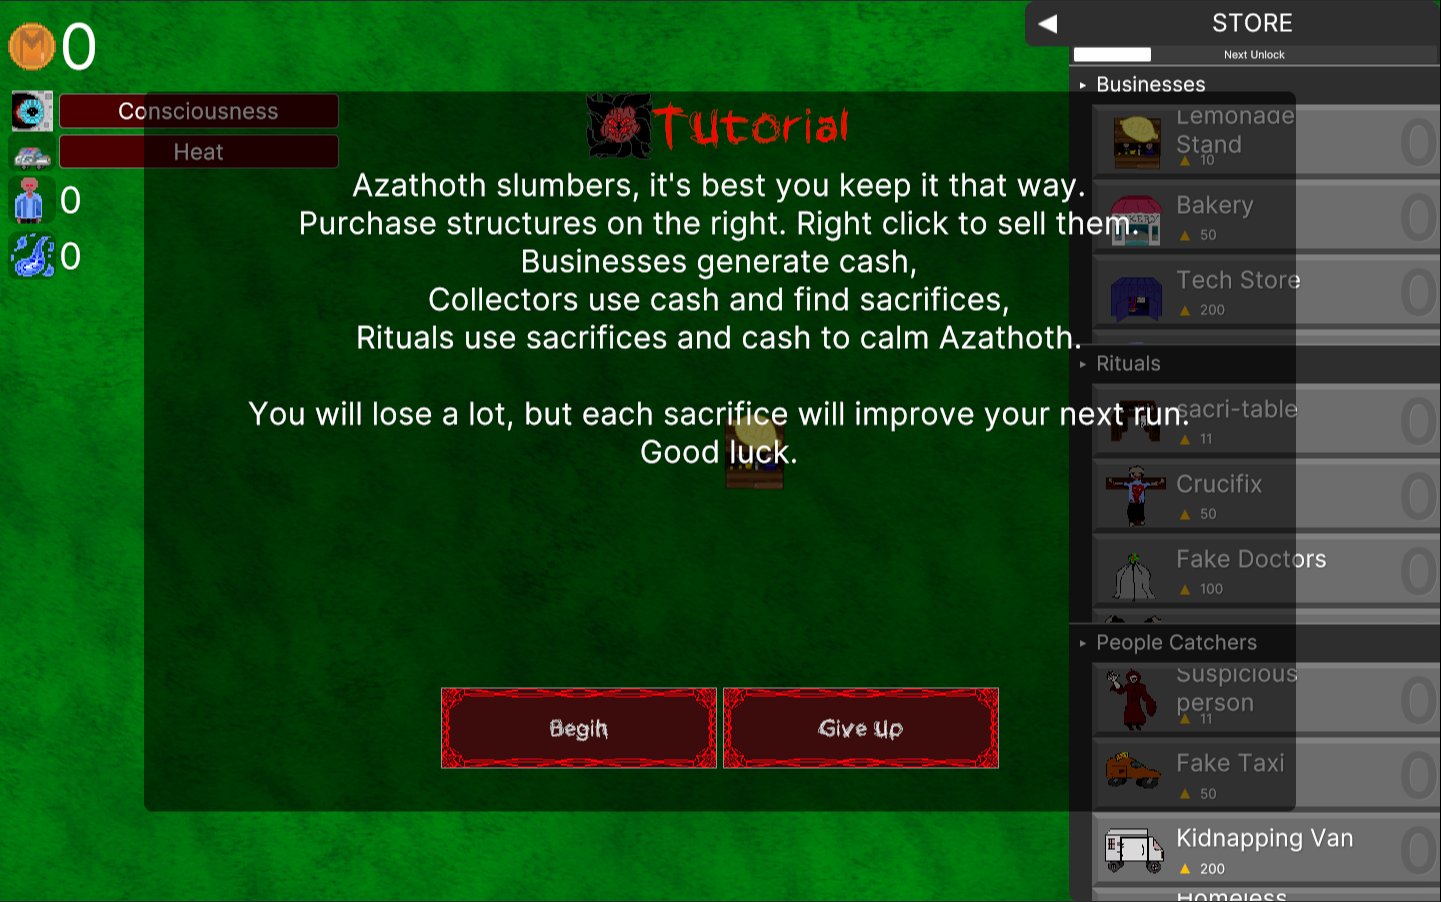 0
STORE
Next Unlock
Businesses
Consciousness
Heat
0
0
Tutorial
Azathoth slumbers, it's best you keep it that way.
Purchase structures on the right. Right click to sell them.
Businesses generate cash,
Collectors use cash and find sacrifices,
Rituals use sacrifices and cash to calm Azathoth.
You will lose a lot, but each sacrifice will improve your next run.
Good luck.
Begin
Give Up
Lemonade
Stand
10
0
BAKERY
Bakery
50
0
Tech Store
200
0
Rituals
sacri-table
11
0
Crucifix
50
0
Fake Doctors
100
0
People Catchers
Suspicious
person
11
0
Fake Taxi
50
0
Kidnapping Van
200
0
Homeless